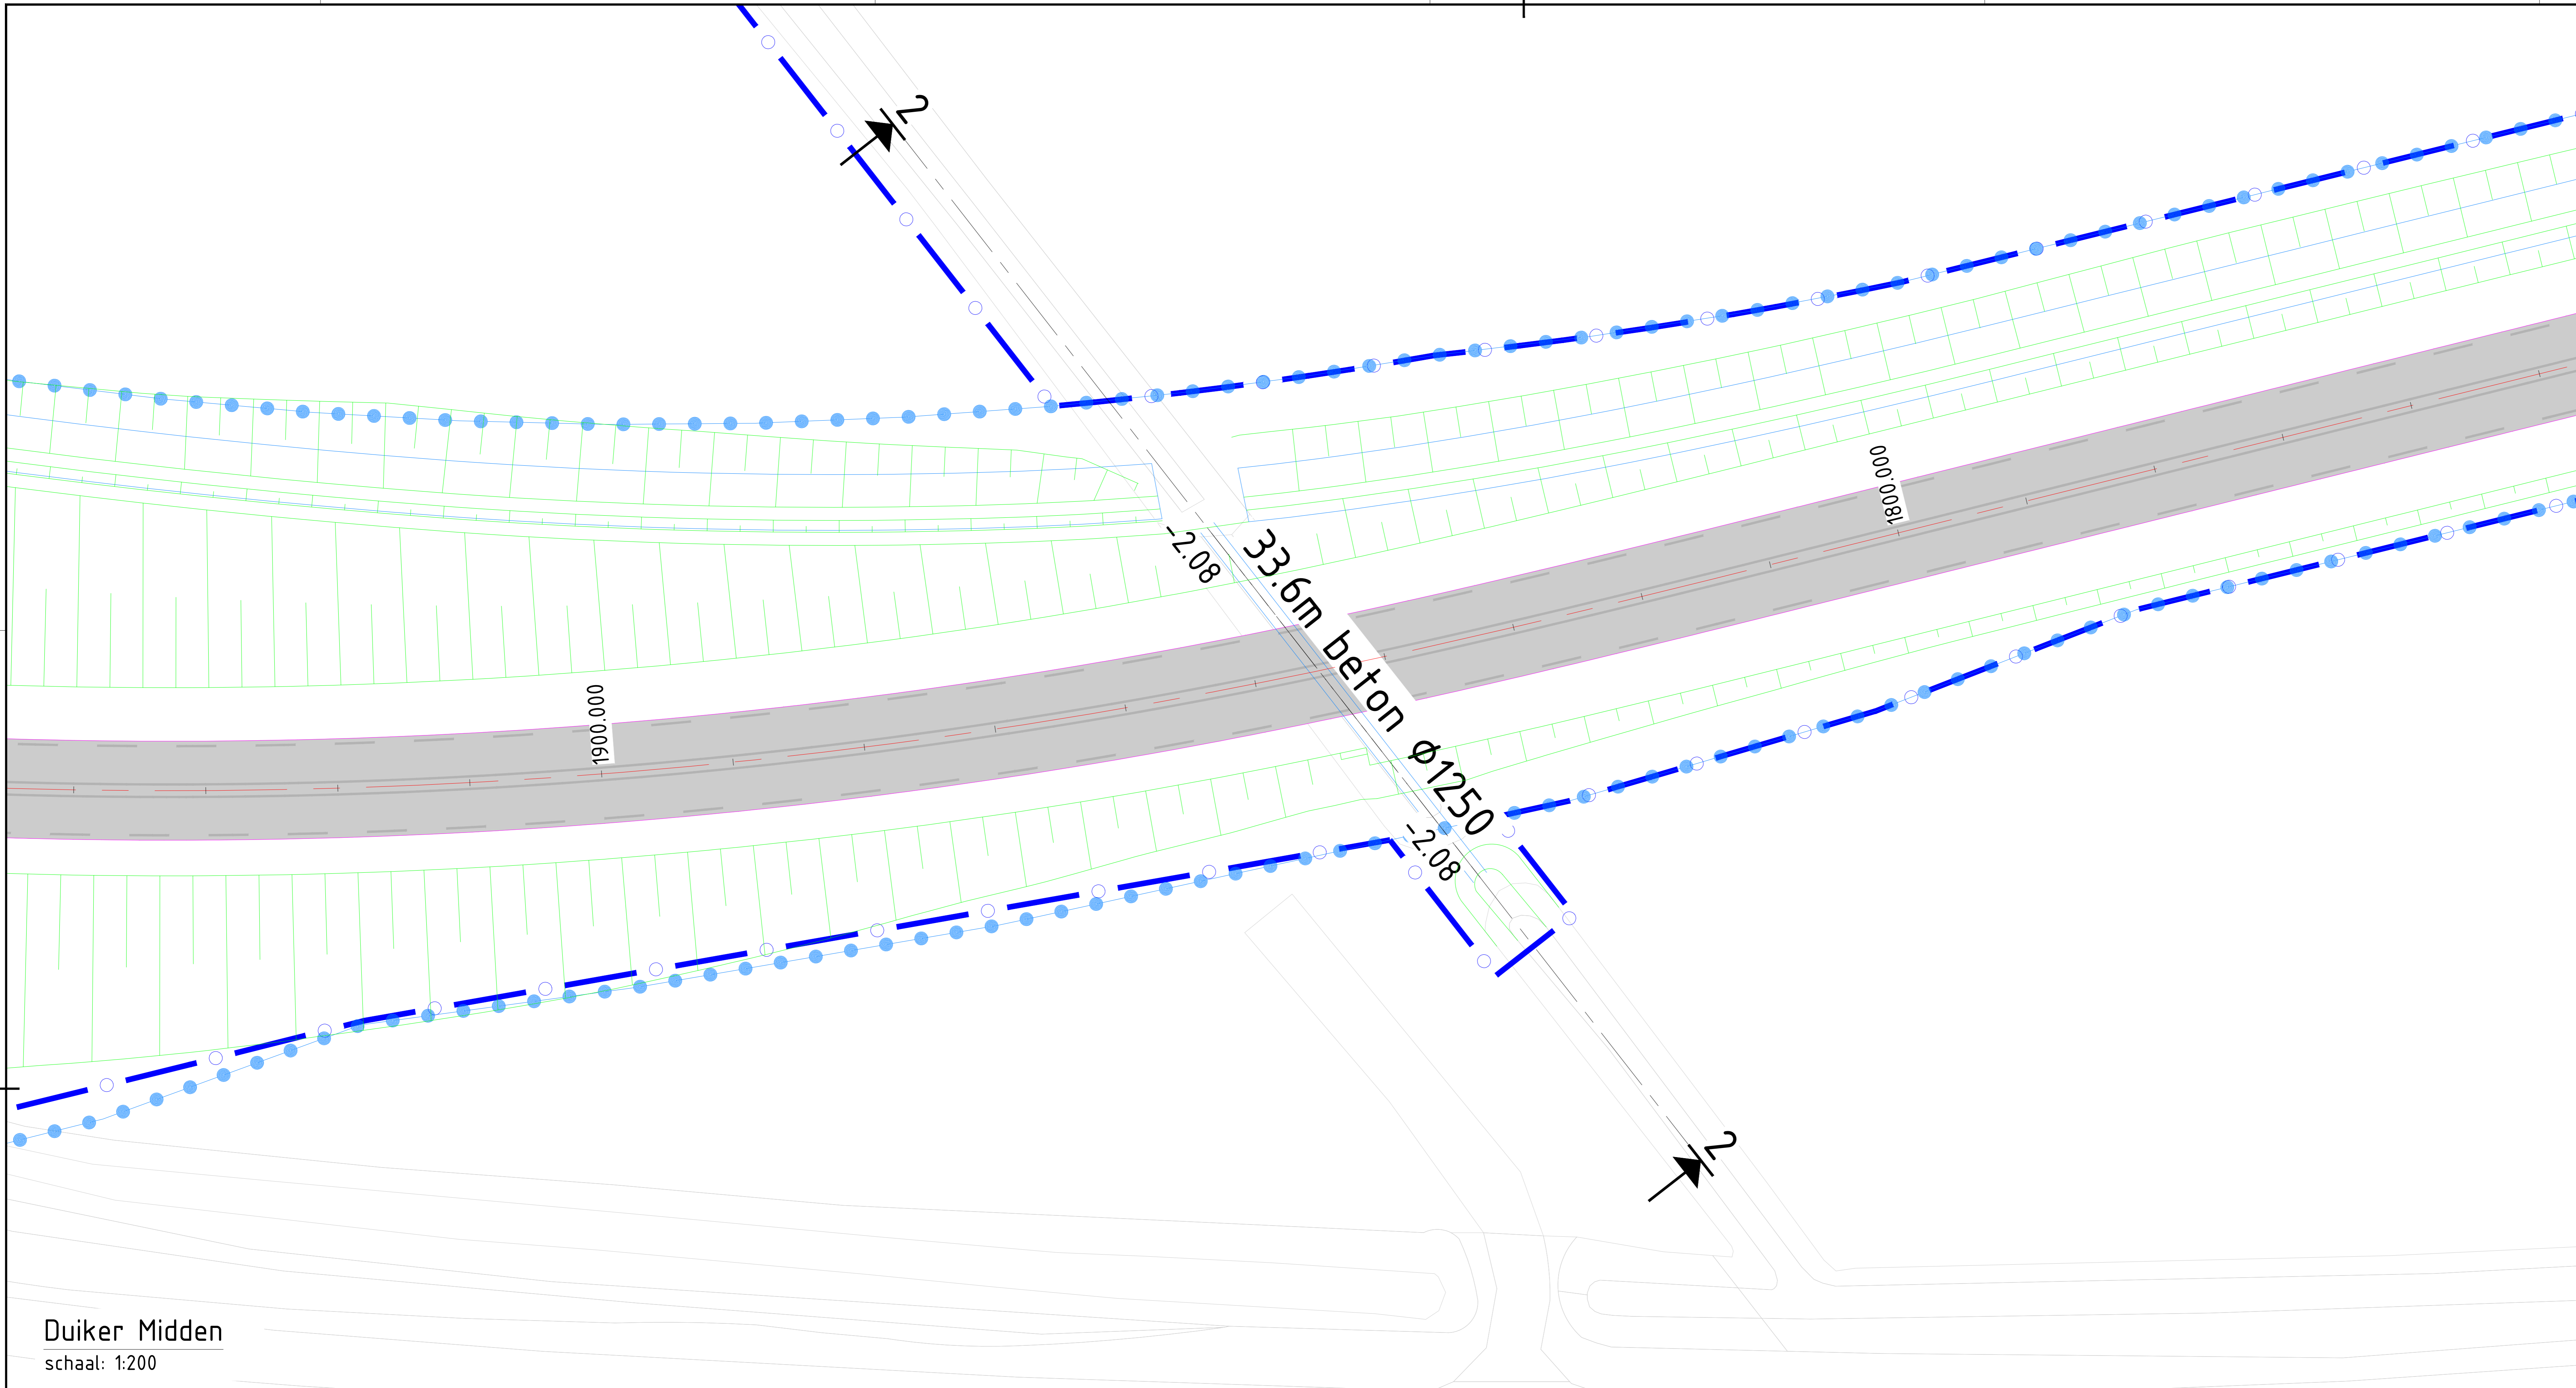 2
1800.000
-2.08
33.6m beton Ø1250
1900.000
-2.08
2
Duiker Midden
schaal: 1:200